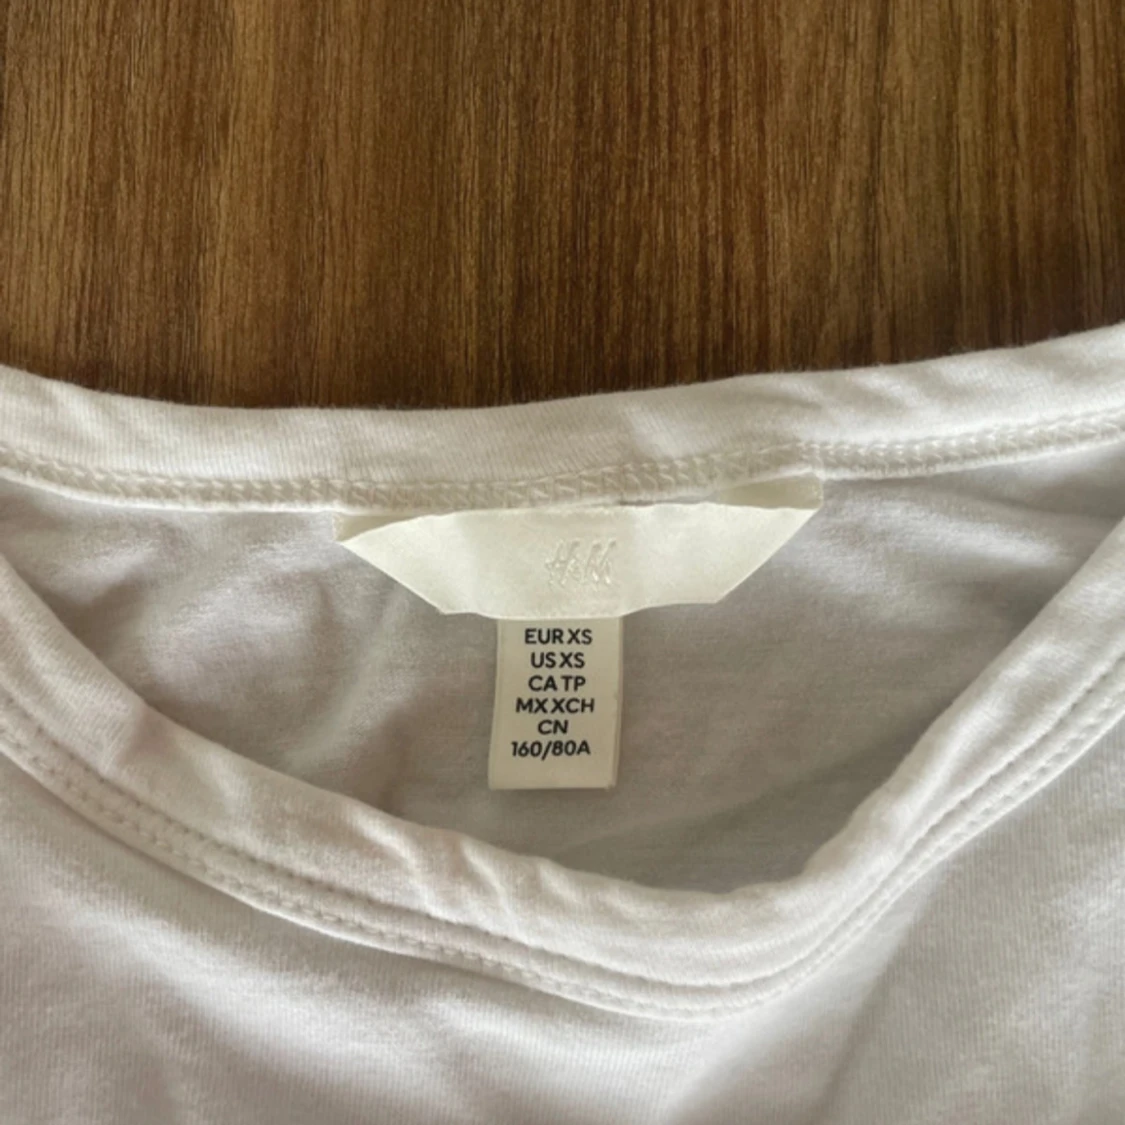 H&M
EUR XS
US XS
CA TP
MX XCH
CN
160/80A